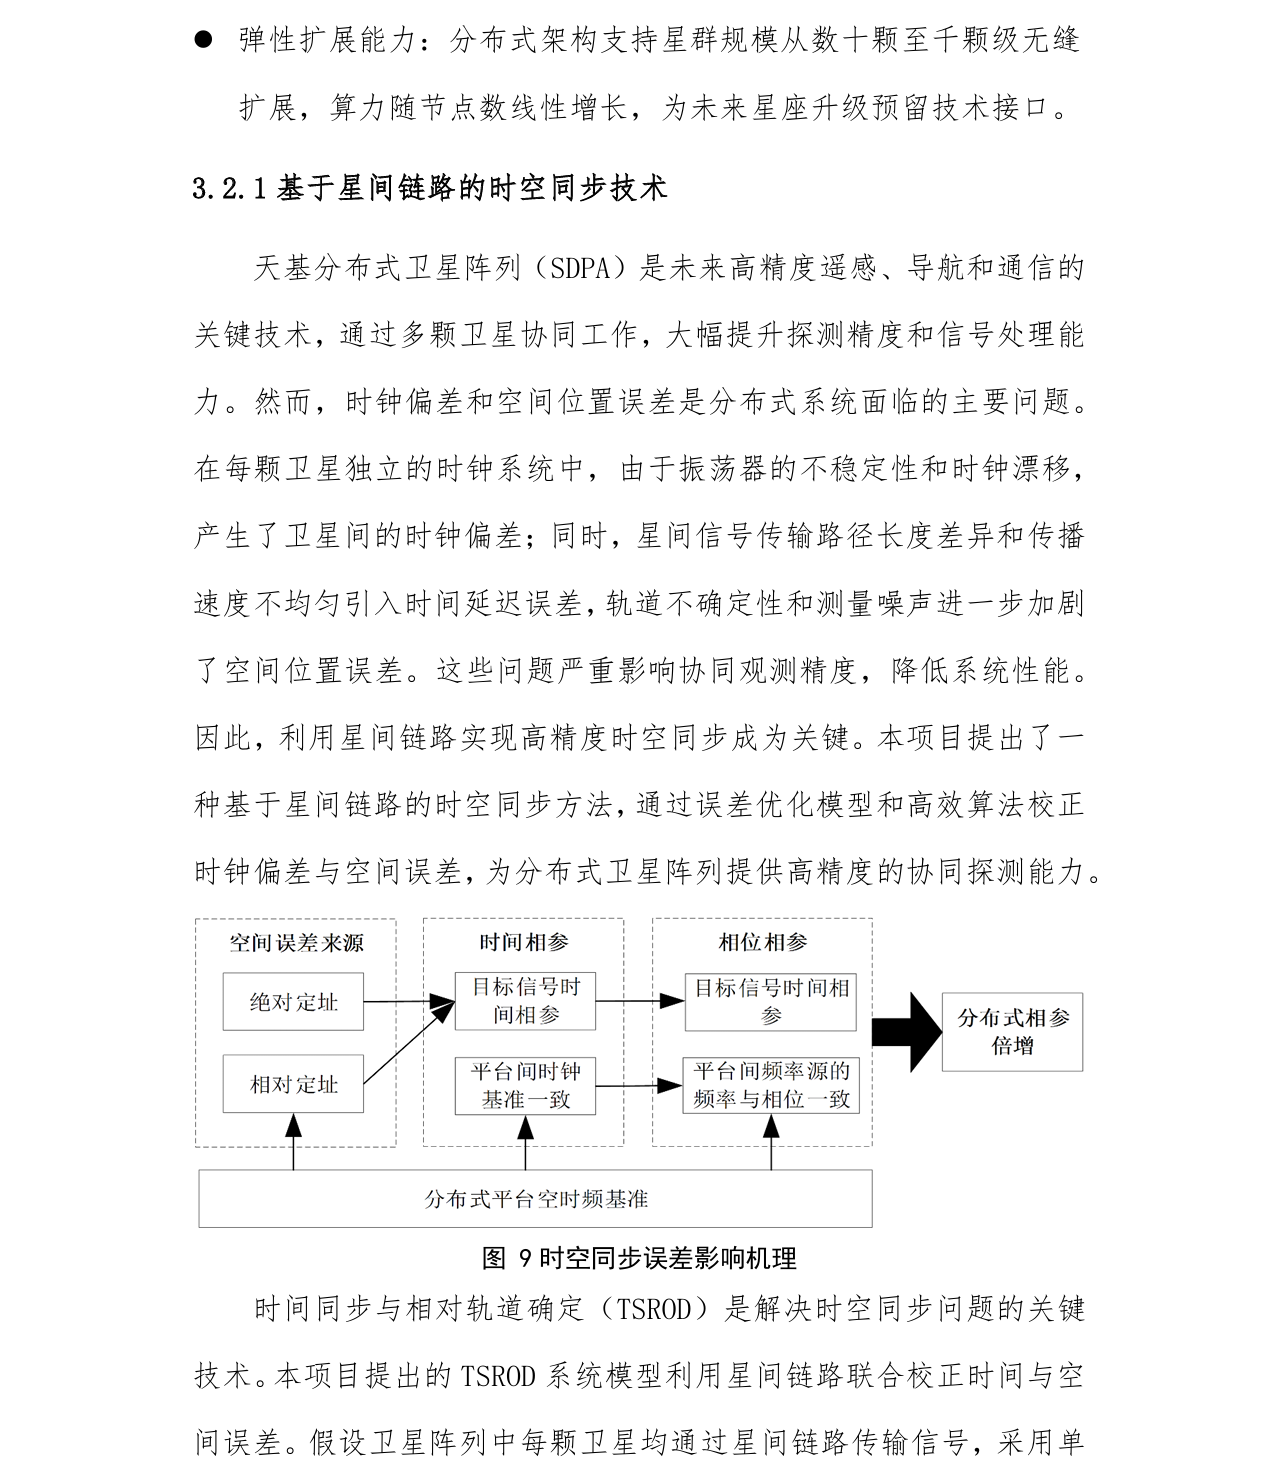 ● 弹性扩展能力：分布式架构支持星群规模从数十颗至千颗级无缝
扩展，算力随节点数线性增长，为未来星座升级预留技术接口。
3.2.1 基于星间链路的时空同步技术
天基分布式卫星阵列（SDPA）是未来高精度遥感、导航和通信的
关键技术，通过多颗卫星协同工作，大幅提升探测精度和信号处理能
力。然而，时钟偏差和空间位置误差是分布式系统面临的主要问题。
在每颗卫星独立的时钟系统中，由于振荡器的不稳定性和时钟漂移，
产生了卫星间的时钟偏差；同时，星间信号传输路径长度差异和传播
速度不均匀引入时间延迟误差，轨道不确定性和测量噪声进一步加剧
了空间位置误差。这些问题严重影响协同观测精度，降低系统性能。
因此，利用星间链路实现高精度时空同步成为关键。本项目提出了一
种基于星间链路的时空同步方法，通过误差优化模型和高效算法校正
时钟偏差与空间误差，为分布式卫星阵列提供高精度的协同探测能力。
空间误差来源
绝对定址
相对定址
时间相参
目标信号时
间相参
平台间时钟
基准一致
相位相参
目标信号时间相
参
平台间频率源的
频率与相位一致
分布式相参
倍增
分布式平台空时频基准
图 9 时空同步误差影响机理
时间同步与相对轨道确定（TSROD）是解决时空同步问题的关键
技术。本项目提出的 TSROD 系统模型利用星间链路联合校正时间与空
间误差。假设卫星阵列中每颗卫星均通过星间链路传输信号，采用单